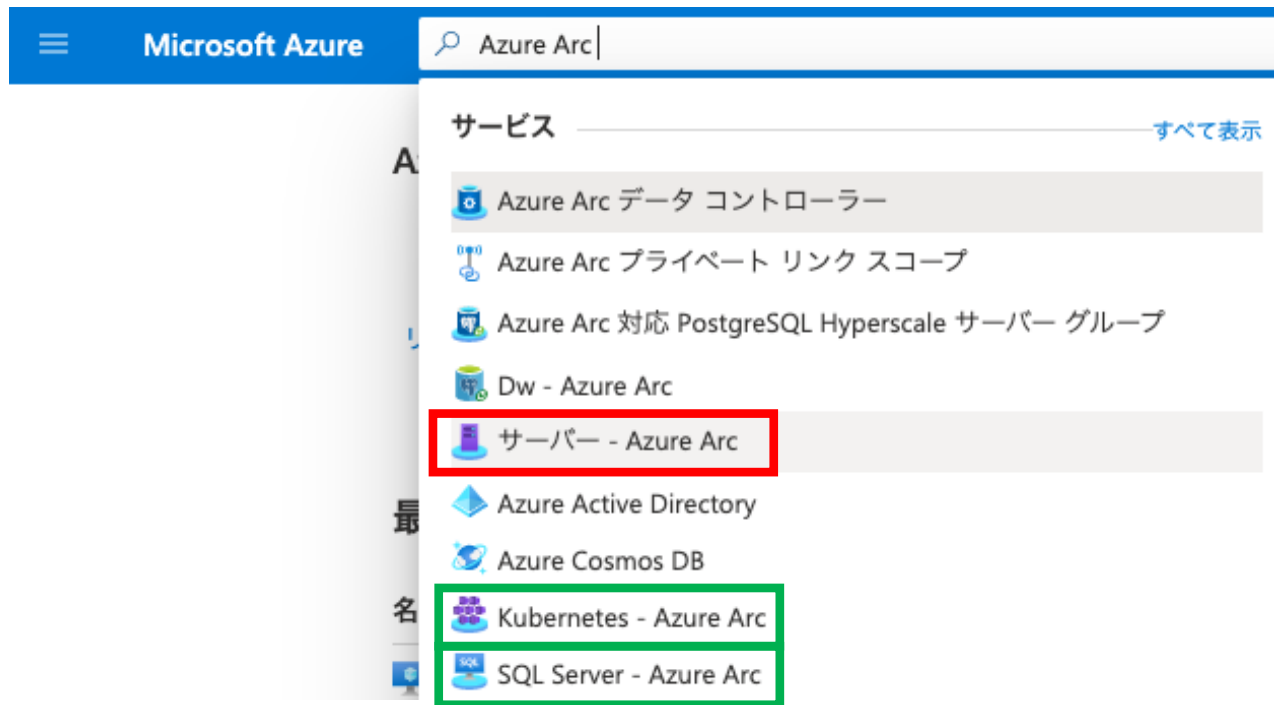 Microsoft Azure
Azure Arc
サービス
すべて表示
A
Azure Arc データ コントローラー
Azure Arc プライベート リンク スコープ
Azure Arc 対応 PostgreSQL Hyperscale サーバー グループ
Dw - Azure Arc
サーバー - Azure Arc
Azure Active Directory
最
Azure Cosmos DB
名
Kubernetes - Azure Arc
SQL Server - Azure Arc